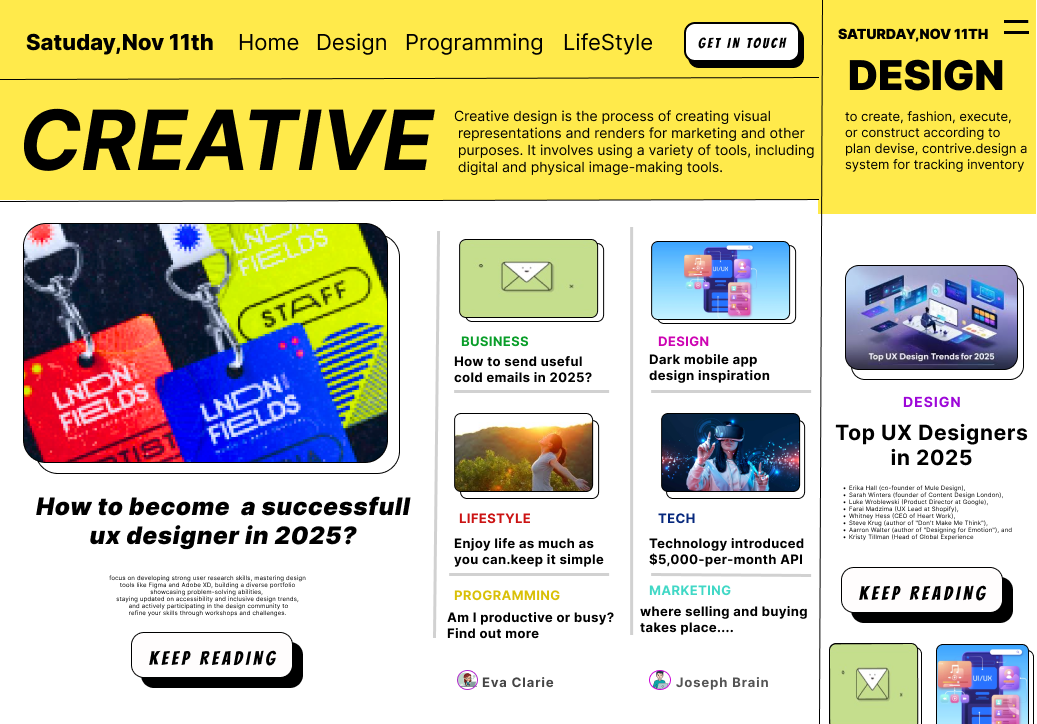 Satuday,Nov 11th Home Design Programming LifeStyle GET IN TOUCH
CREATIVE
Creative design is the process of creating visual
representations and renders for marketing and other
purposes. It involves using a variety of tools, including
digital and physical image-making tools.
LNDN
FIELDS
STAFF
LNDN
FIELDS
LNDN
FIELDS
How to become a successfull
ux designer in 2025?
focus on developing strong user research skills, mastering design
tools like Figma and Adobe XD, building a diverse portfolio
showcasing problem-solving abilities,
staying updated on accessibility and inclusive design trends,
and actively participating in the design community to
refine your skills through workshops and challenges.
KEEP READING
BUSINESS
How to send useful
cold emails in 2025?
LIFESTYLE
Enjoy life as much as
you can.keep it simple
PROGRAMMING
Am I productive or busy?
Find out more
Eva Clarie
UI/UX
DESIGN
Dark mobile app
design inspiration
TECH
Technology introduced
$5,000-per-month API
MARKETING
where selling and buying
takes place....
Joseph Brain
SATURDAY,NOV 11TH
DESIGN
to create, fashion, execute,
or construct according to
plan devise, contrive.design a
system for tracking inventory
Top UX Design Trends for 2025
DESIGN
Top UX Designers
in 2025
• Erika Hall (co-founder of Mule Design),
• Sarah Winters (founder of Content Design London),
• Luke Wroblewski (Product Director at Google),
• Farai Madzima (UX Lead at Shopify),
• Whitney Hess (CEO of Heart Work),
• Steve Krug (author of "Don't Make Me Think"),
• Aarron Walter (author of "Designing for Emotion"), and
• Kristy Tillman (Head of Global Experience
KEEP READING
UI/UX